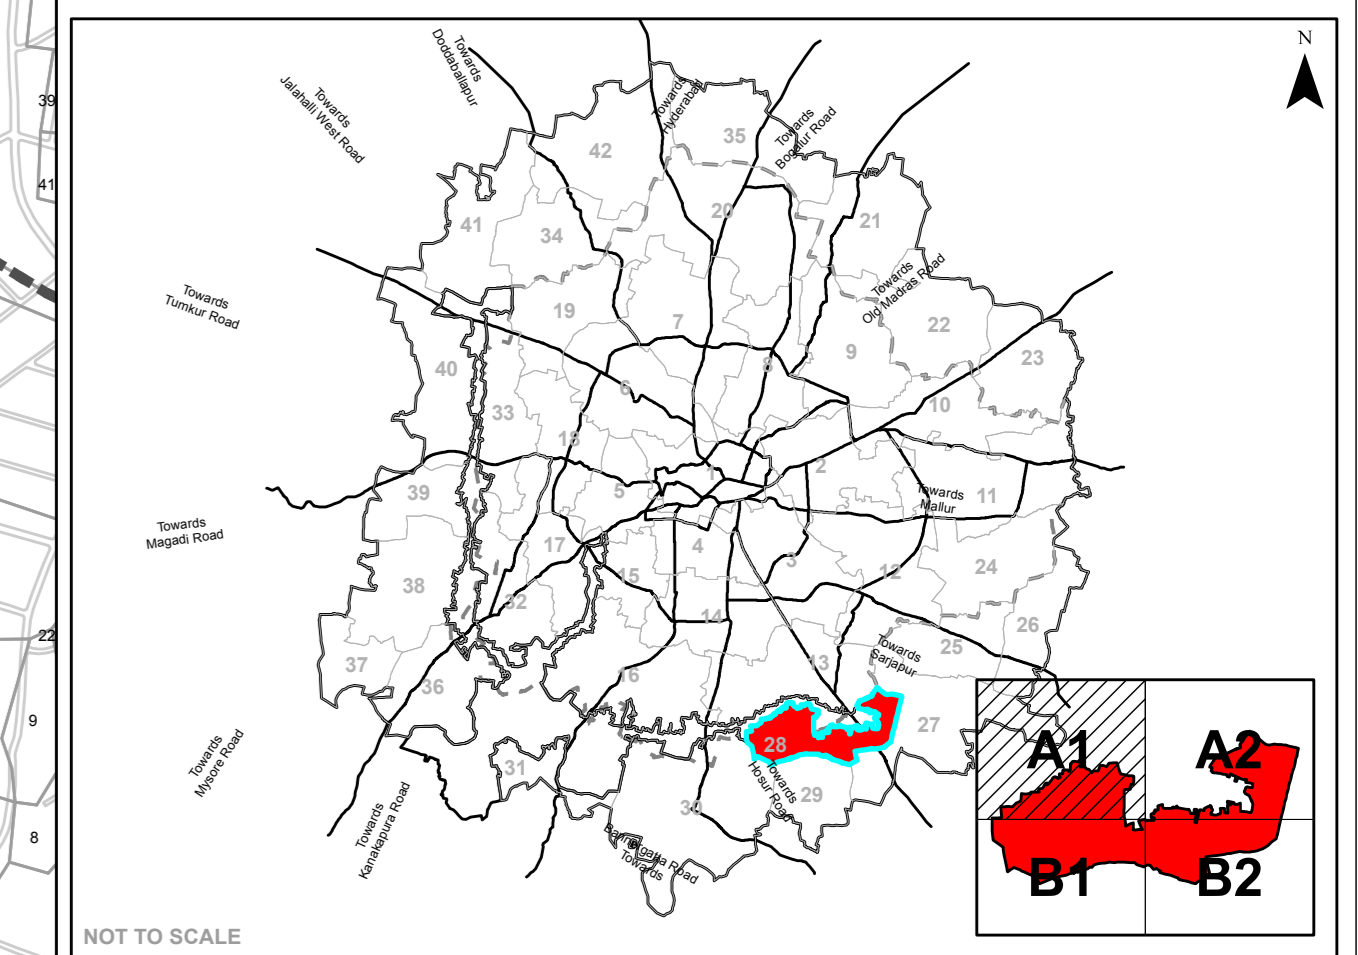 39
41
22
9
8
N
Towards
Doddaballapur
Towards
Jalahalli West Road
Towards
Hyderabad
Towards
Bogalur Road
35
42
20
21
41
34
Towards
Old Madras Road
Towards
Tumkur Road
19
7
22
9
8
23
40
6
10
33
18
1
2
39
5
11
Towards
Mallur
Towards
Magadi Road
17
4
3
12
24
38
15
32
14
26
25
Towards
Sarjapur
37
16
13
36
27
28
Towards
Mysore Road
31
Towards
Hosur Road
29
30
Towards
Kanakapura Road
Bannergatta Road
Towards
A1
A2
B1
B2
NOT TO SCALE